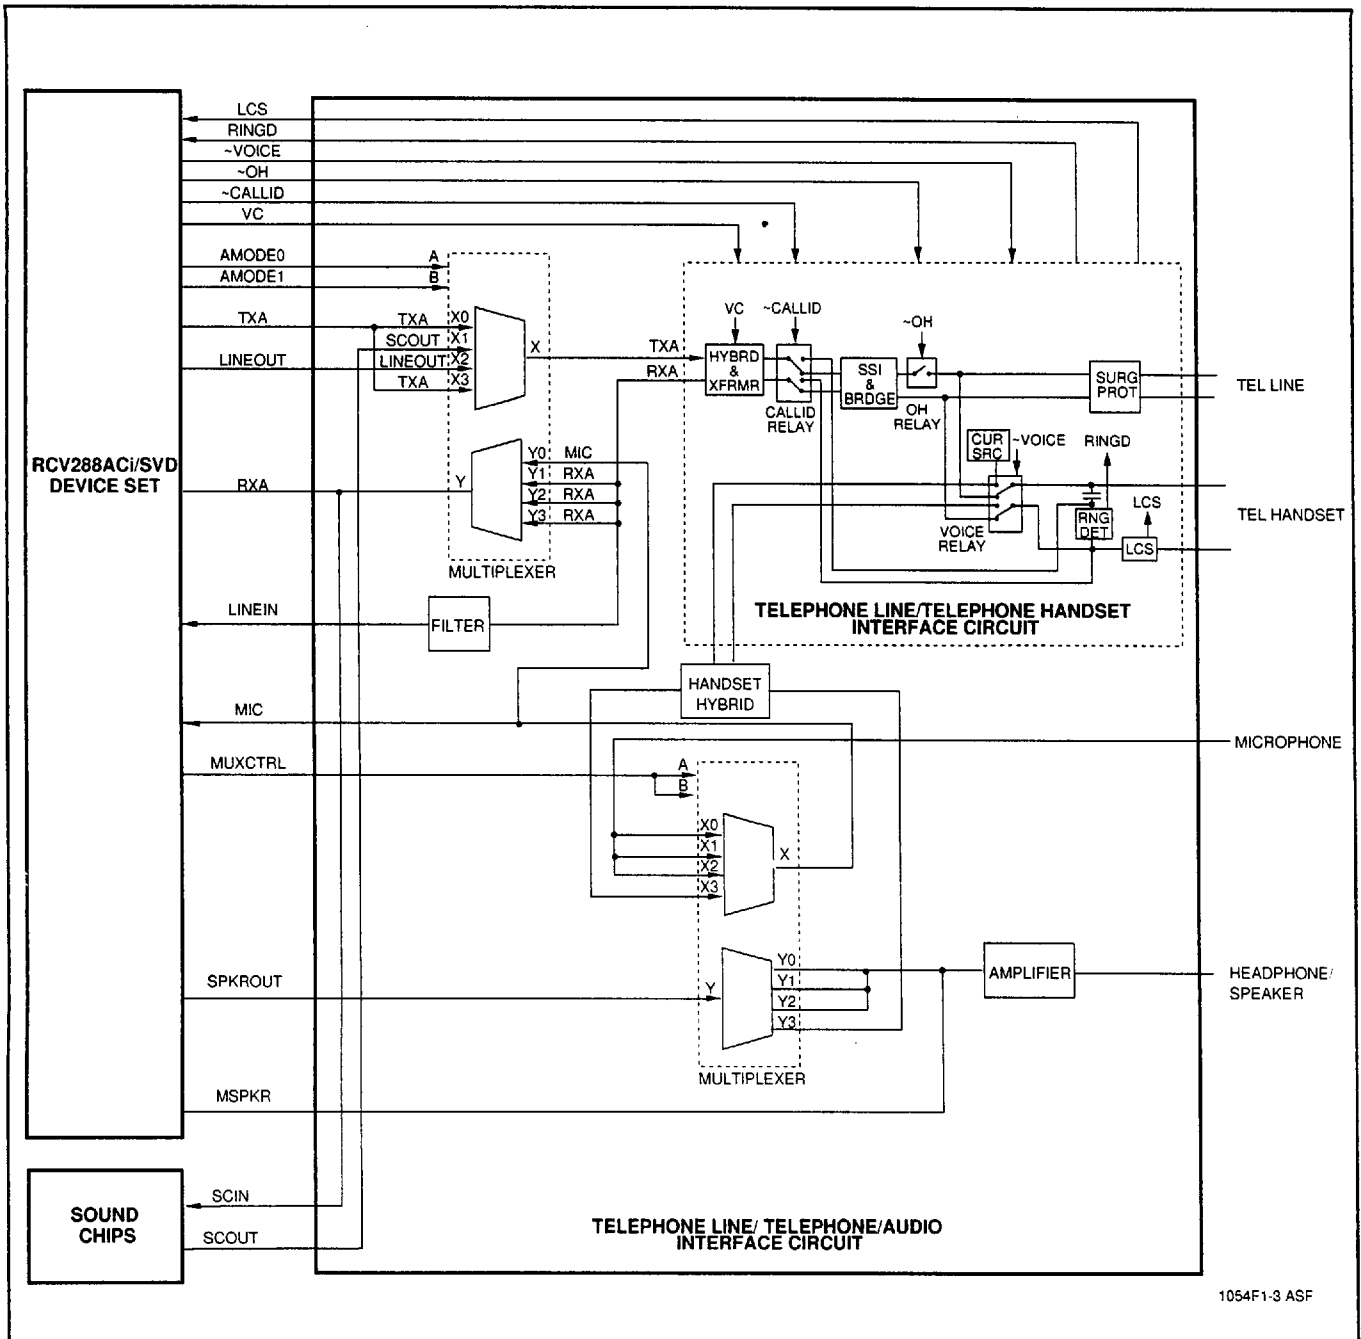 LCS
RINGD
~VOICE
~OH
~CALLID
VC
AMODE0
A
AMODE1
B
TXA
TXA
X0
SCOUT
X1
LINEOUT
LINEOUT
X2
TXA
X3
X
TXA
RXA
VC
~CALLID
~OH
HYBRD
&
XFRMR
CALLID
RELAY
SSI
&
BRDGE
OH
RELAY
SURG
PROT
TEL LINE
CUR
SRC
~VOICE
RINGD
VOICE
RELAY
RNG
DET
LCS
LCS
TEL HANDSET
TELEPHONE LINE/TELEPHONE HANDSET
INTERFACE CIRCUIT
RCV288ACi/SVD
DEVICE SET
RXA
Y
Y0
MIC
Y1
RXA
Y2
RXA
Y3
RXA
MULTIPLEXER
LINEIN
FILTER
HANDSET
HYBRID
MIC
MICROPHONE
MUXCTRL
A
B
X0
X1
X2
X3
X
SPKROUT
Y
Y0
Y1
Y2
Y3
AMPLIFIER
HEADPHONE/
SPEAKER
MULTIPLEXER
MSPKR
SOUND
CHIPS
SCIN
SCOUT
TELEPHONE LINE/ TELEPHONE/AUDIO
INTERFACE CIRCUIT
1054F1-3 ASF